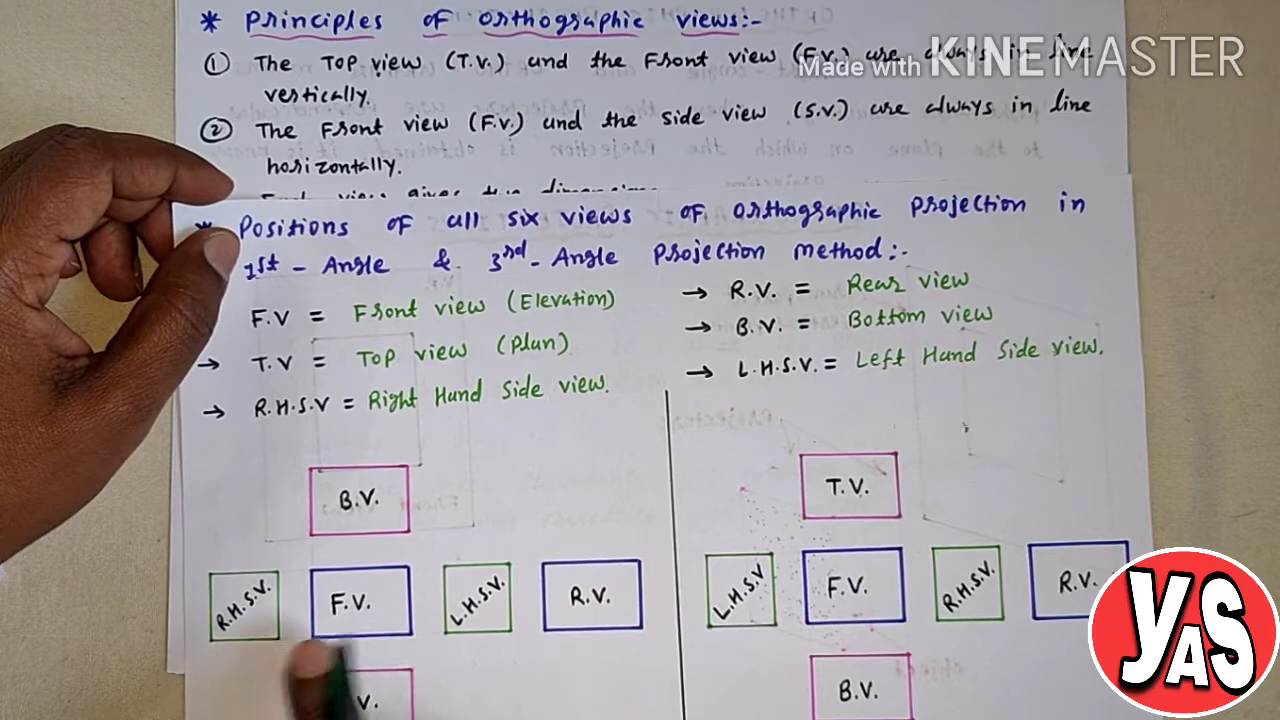 * Principles of orthographic views:-
Made with KINEMASTER
① The Top view (T.V.) and the Front view (F.V.) are always in line
vertically.
② The Front view (F.V.) and the side view (S.V.) are always in line
horizontally.
* Positions of all six views of orthographic projection in
1st - Angle & 3rd - Angle projection method:-
F.V = Front view (Elevation)
→ T.V = Top view (Plan)
→ R.H.S.V = Right Hand Side view.
→ R.V. = Rear view
→ B.V. = Bottom view
→ L.H.S.V. = Left Hand Side view.
B.V.
R.H.S.V. F.V. L.H.S.V. R.V.
V.
T.V.
L.H.S.V F.V. R.H.S.V. R.V.
B.V.
YAS